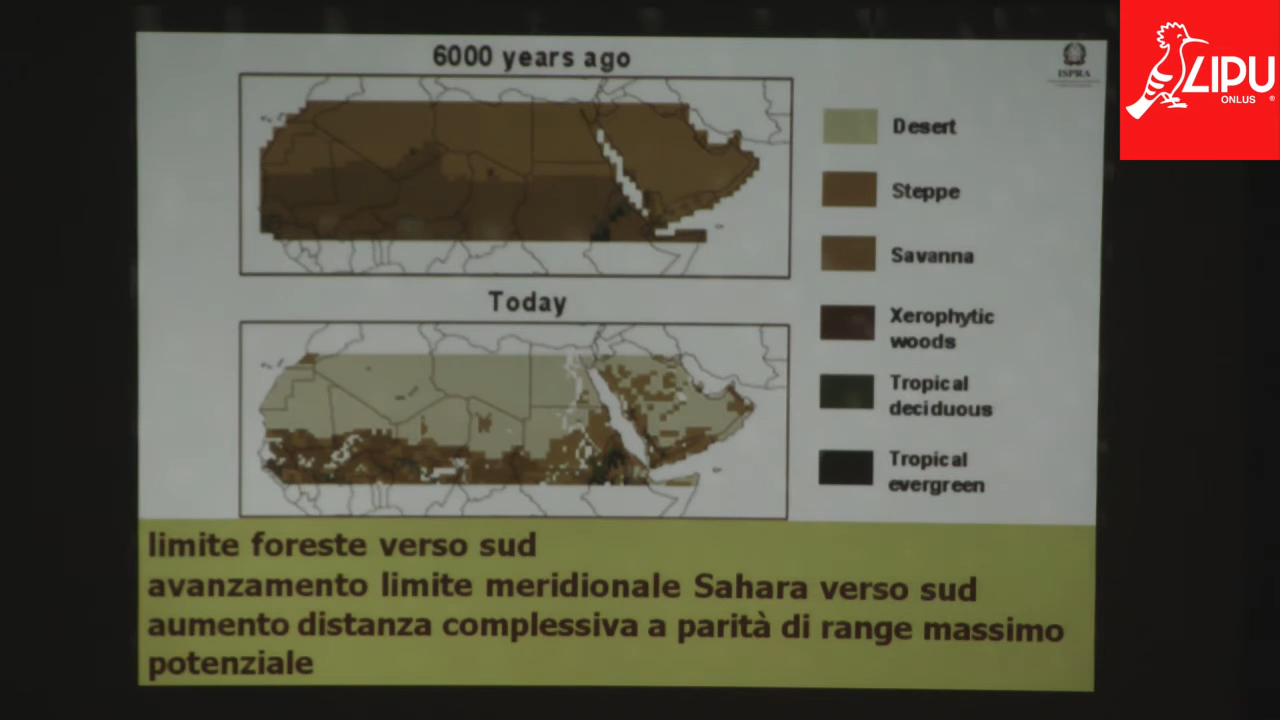 6000 years ago
ISPRA
LIPU
ONLUS ®
Desert
Steppe
Savanna
Xerophytic
woods
Tropical
deciduous
Tropical
evergreen
Today
limite foreste verso sud
avanzamento limite meridionale Sahara verso sud
aumento distanza complessiva a parità di range massimo
potenziale